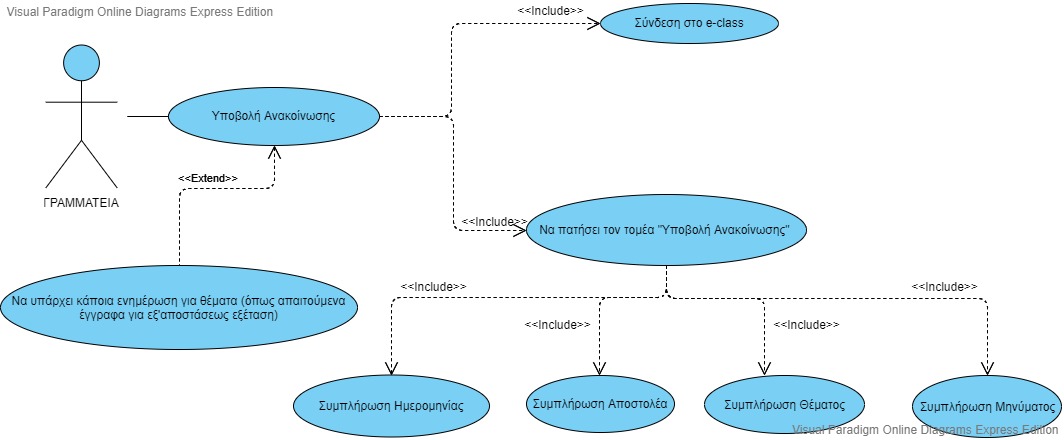 Visual Paradigm Online Diagrams Express Edition
<<Include>>
Σύνδεση στο e-class
Υποβολή Ανακοίνωσης
<<Extend>>
ΓΡΑΜΜΑΤΕΙΑ
<<Include>>
Να πατήσει τον τομέα "Υποβολή Ανακοίνωσης"
Να υπάρχει κάποια ενημέρωση για θέματα (όπως απαιτούμενα
έγγραφα για εξ'αποστάσεως εξέταση)
<<Include>>
<<Include>>
<<Include>>
<<Include>>
Συμπλήρωση Ημερομηνίας
Συμπλήρωση Αποστολέα
Συμπλήρωση Θέματος
Συμπλήρωση Μηνύματος
Visual Paradigm Online Diagrams Express Edition